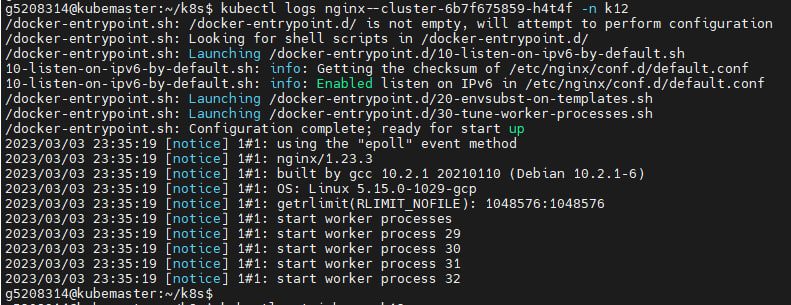 g5208314@kubemaster:~/k8s$ kubectl logs nginx--cluster-6b7f675859-h4t4f -n k12
/docker-entrypoint.sh: /docker-entrypoint.d/ is not empty, will attempt to perform configuration
/docker-entrypoint.sh: Looking for shell scripts in /docker-entrypoint.d/
/docker-entrypoint.sh: Launching /docker-entrypoint.d/10-listen-on-ipv6-by-default.sh
10-listen-on-ipv6-by-default.sh: info: Getting the checksum of /etc/nginx/conf.d/default.conf
10-listen-on-ipv6-by-default.sh: info: Enabled listen on IPv6 in /etc/nginx/conf.d/default.conf
/docker-entrypoint.sh: Launching /docker-entrypoint.d/20-envsubst-on-templates.sh
/docker-entrypoint.sh: Launching /docker-entrypoint.d/30-tune-worker-processes.sh
/docker-entrypoint.sh: Configuration complete; ready for start up
2023/03/03 23:35:19 [notice] 1#1: using the "epoll" event method
2023/03/03 23:35:19 [notice] 1#1: nginx/1.23.3
2023/03/03 23:35:19 [notice] 1#1: built by gcc 10.2.1 20210110 (Debian 10.2.1-6)
2023/03/03 23:35:19 [notice] 1#1: OS: Linux 5.15.0-1029-gcp
2023/03/03 23:35:19 [notice] 1#1: getrlimit(RLIMIT_NOFILE): 1048576:1048576
2023/03/03 23:35:19 [notice] 1#1: start worker processes
2023/03/03 23:35:19 [notice] 1#1: start worker process 29
2023/03/03 23:35:19 [notice] 1#1: start worker process 30
2023/03/03 23:35:19 [notice] 1#1: start worker process 31
2023/03/03 23:35:19 [notice] 1#1: start worker process 32
g5208314@kubemaster:~/k8s$